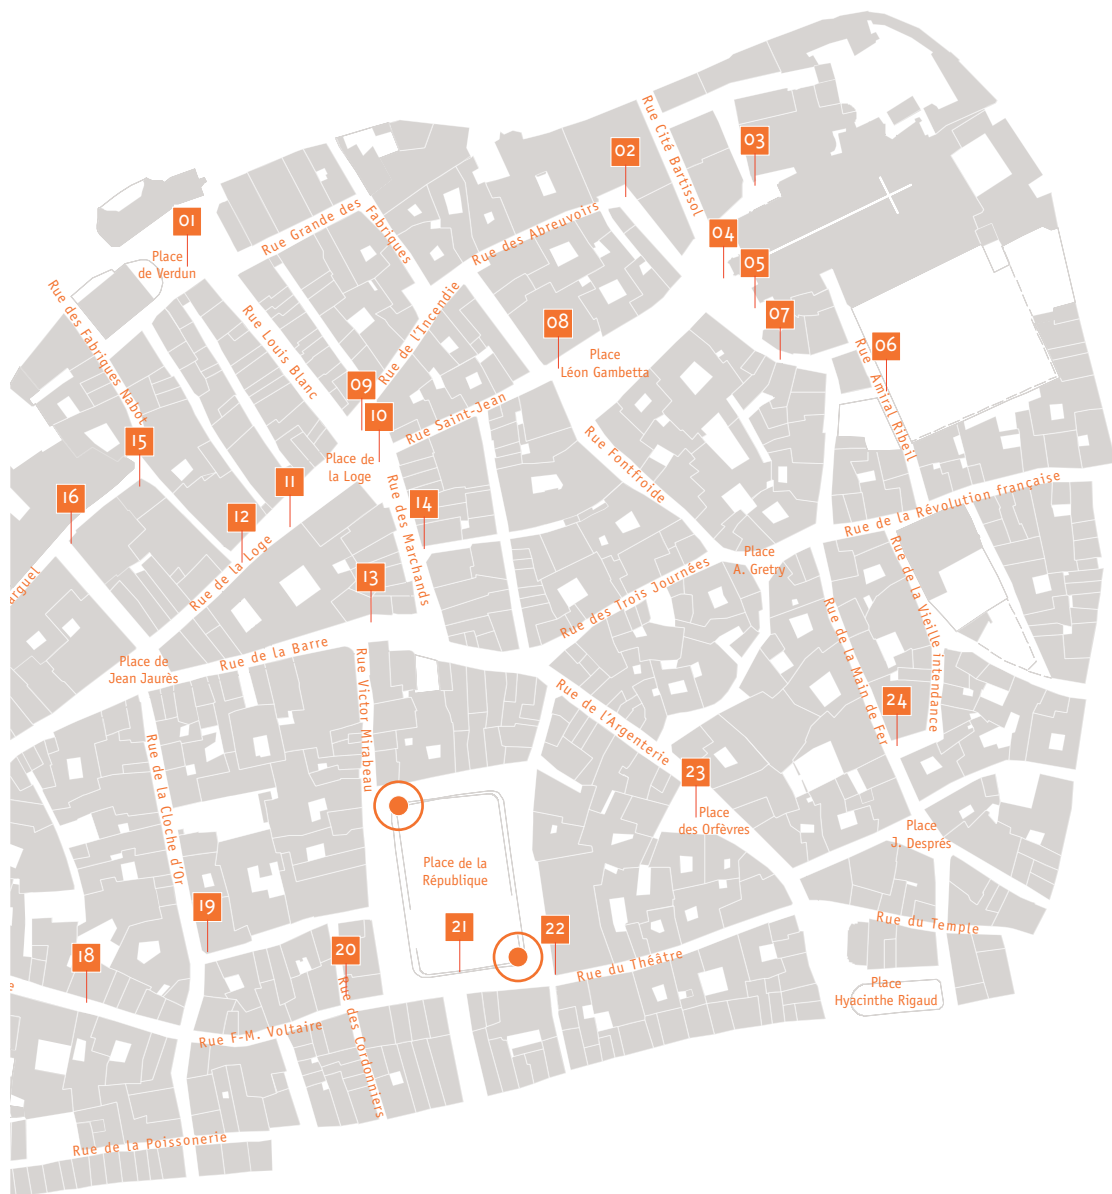 Rue Cité Bartissol
03
02
01
Rue Grande des
Fabriques
Rue des Abreuvoirs
04
Place
de Verdun
05
Rue des Fabriques Nabot
Rue Louis Blanc
Rue de l'Incendie
08
07
06
Place
Léon Gambetta
Rue Amiral Ribeil
09
10
Rue Saint-Jean
15
Place de
la Loge
Rue Fontfroide
11
16
12
14
Rue des Marchands
Rue de la Révolution française
Rue de la Loge
arguel
13
Place
A. Gretry
Rue des Trois Journées
Rue de la Vieille intendance
Rue de la Main de Fer
Rue de la Barre
Place de
Jean Jaurès
Rue Victor Mirabeau
Rue de l'Argenterie
24
Rue de la Cloche d'Or
23
Place
des Orfèvres
Place
J. Després
Place de la
République
19
21
22
20
18
Rue du Temple
Rue du Théâtre
e
Place
Hyacinthe Rigaud
Rue F-M. Voltaire
Rue des Cordonniers
Rue de la Poissonerie